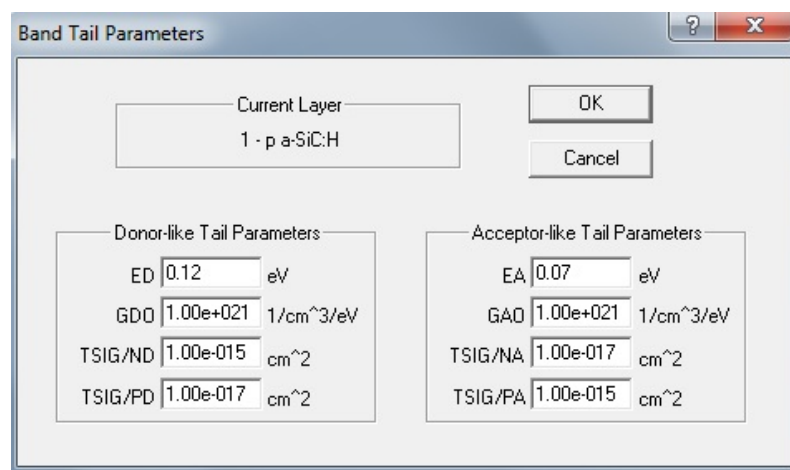 Band Tail Parameters
? X
Current Layer
1 - p a-SiC:H
OK
Cancel
Donor-like Tail Parameters
ED 0.12 eV
GDO 1.00e+021 1/cm^3/eV
TSIG/ND 1.00e-015 cm^2
TSIG/PD 1.00e-017 cm^2
Acceptor-like Tail Parameters
EA 0.07 eV
GAO 1.00e+021 1/cm^3/eV
TSIG/NA 1.00e-017 cm^2
TSIG/PA 1.00e-015 cm^2